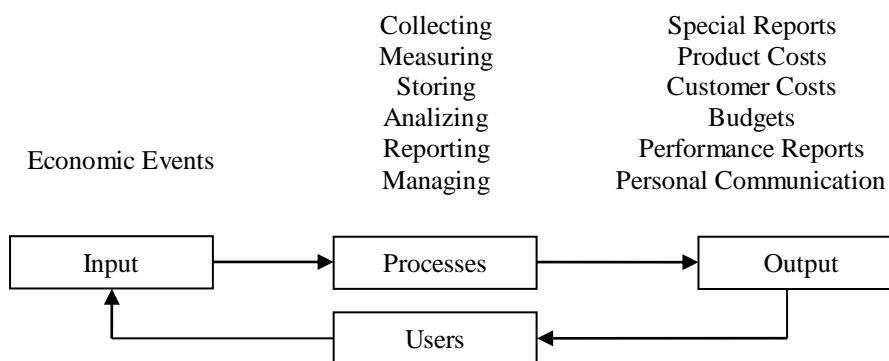 Collecting
Measuring
Storing
Analizing
Reporting
Managing
Special Reports
Product Costs
Customer Costs
Budgets
Performance Reports
Personal Communication
Economic Events
Input
Processes
Output
Users